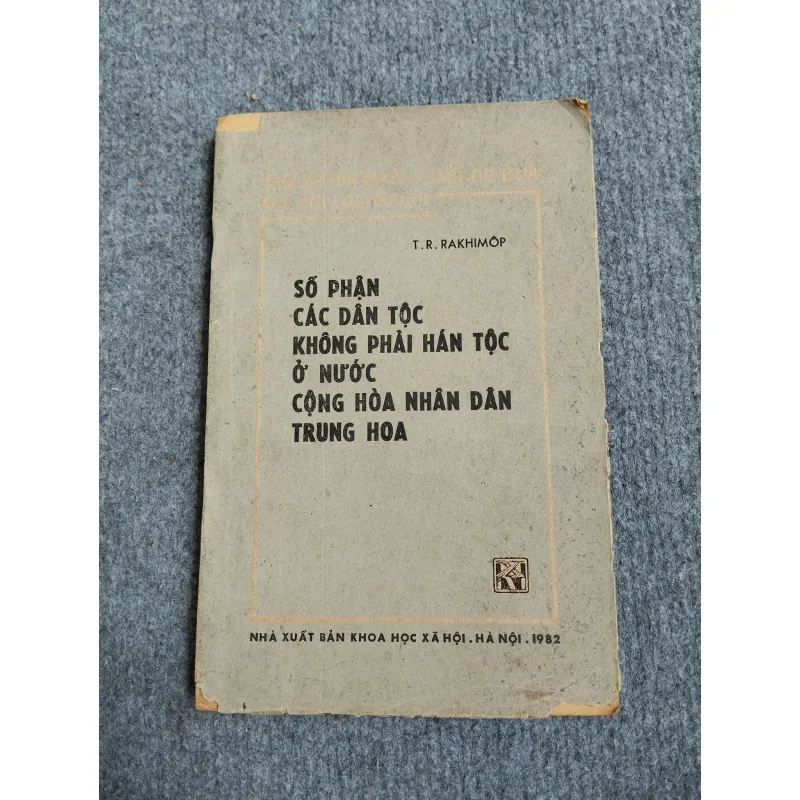 T.R. RAKHIMÔP
SỐ PHẬN
CÁC DÂN TỘC
KHÔNG PHẢI HÁN TỘC
Ở NƯỚC
CỘNG HÒA NHÂN DÂN
TRUNG HOA
NHÀ XUẤT BẢN KHOA HỌC XÃ HỘI . HÀ NỘI . 1982